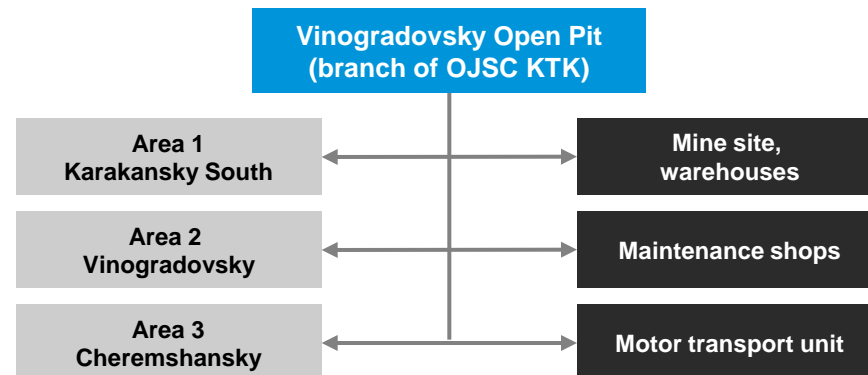 Vinogradovsky Open Pit
(branch of OJSC KTK)
Area 1
Karakansky South
Mine site,
warehouses
Area 2
Vinogradovsky
Maintenance shops
Area 3
Cheremshansky
Motor transport unit